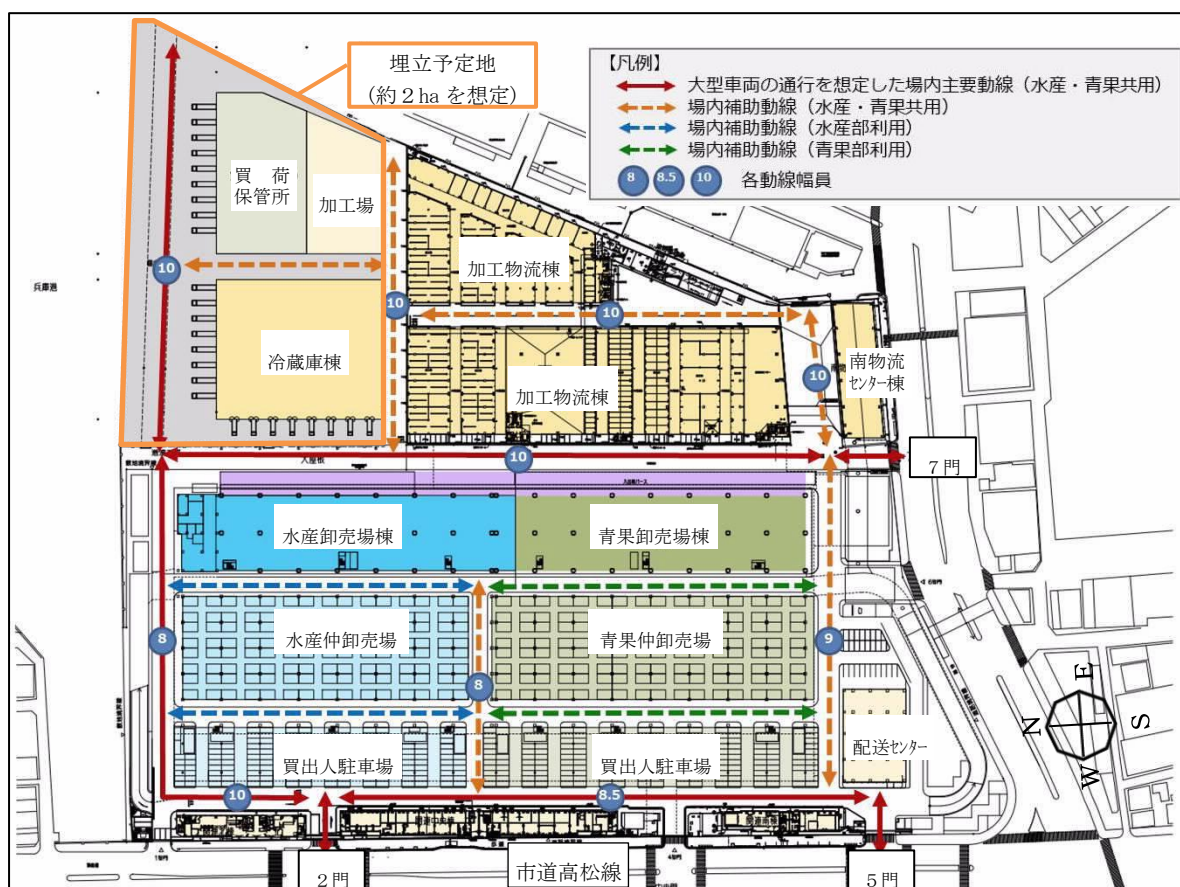 埋立予定地
(約２ha を想定)
【凡例】
大型車両の通行を想定した場内主要動線（水産・青果共用）
場内補助動線（水産・青果共用）
場内補助動線（水産部利用）
場内補助動線（青果部利用）
8 8.5 10 各動線幅員
買荷
保管所
加工場
加工物流棟
10
兵庫港
10
10
冷蔵庫棟
加工物流棟
南物流
センター棟
10
10
7門
大屋根
水産卸売場棟
青果卸売場棟
8
水産仲卸売場
青果仲卸売場
9
8
E
N
S
W
買出人駐車場
買出人駐車場
配送センター
10
8.5
2門
市道高松線
5門